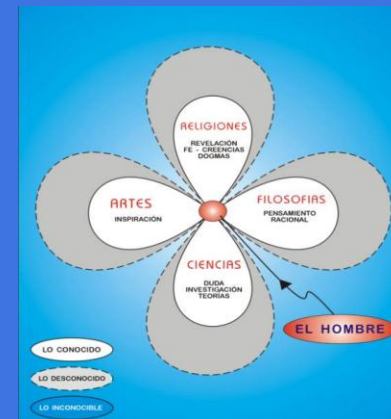 RELIGIONES
REVELACIÓN
FE - CREENCIAS
DOGMAS
ARTES
INSPIRACIÓN
FILOSOFIAS
PENSAMIENTO
RACIONAL
CIENCIAS
DUDA
INVESTIGACIÓN
TEORÍAS
EL HOMBRE
LO CONOCIDO
LO DESCONOCIDO
LO INCONOCIBLE